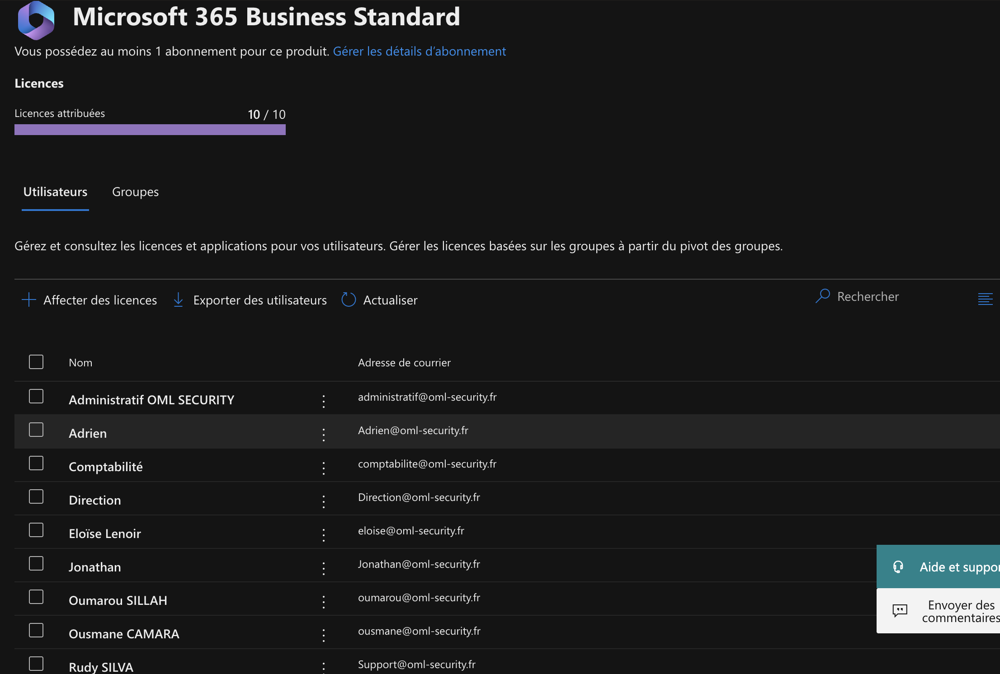 Microsoft 365 Business Standard
Vous possédez au moins 1 abonnement pour ce produit. Gérer les détails d’abonnement
Licences
Licences attribuées 10 / 10
Utilisateurs Groupes
Gérez et consultez les licences et applications pour vos utilisateurs. Gérer les licences basées sur les groupes à partir du pivot des groupes.
Affecter des licences Exporter des utilisateurs Actualiser Rechercher
Nom Adresse de courrier
Administratif OML SECURITY administratif@oml-security.fr
Adrien Adrien@oml-security.fr
Comptabilité comptabilite@oml-security.fr
Direction Direction@oml-security.fr
Eloïse Lenoir eloise@oml-security.fr
Jonathan Jonathan@oml-security.fr
Aide et suppor
Oumarou SILLAH oumarou@oml-security.fr
Envoyer des
commentaires
Ousmane CAMARA ousmane@oml-security.fr
Rudy SILVA Support@oml-security.fr